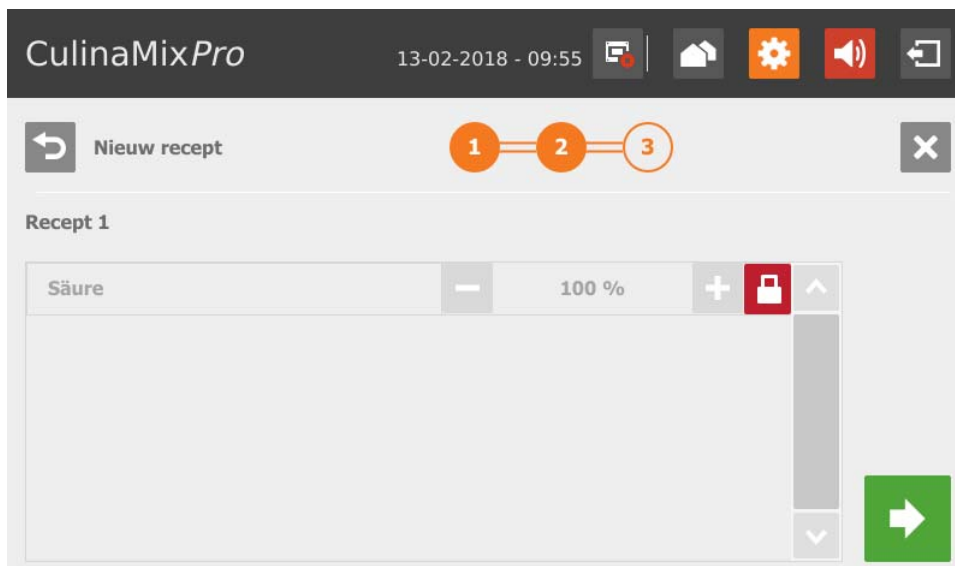 CulinaMixPro 13-02-2018 - 09:55
Nieuw recept 1 2 3
Recept 1
Säure 100 %